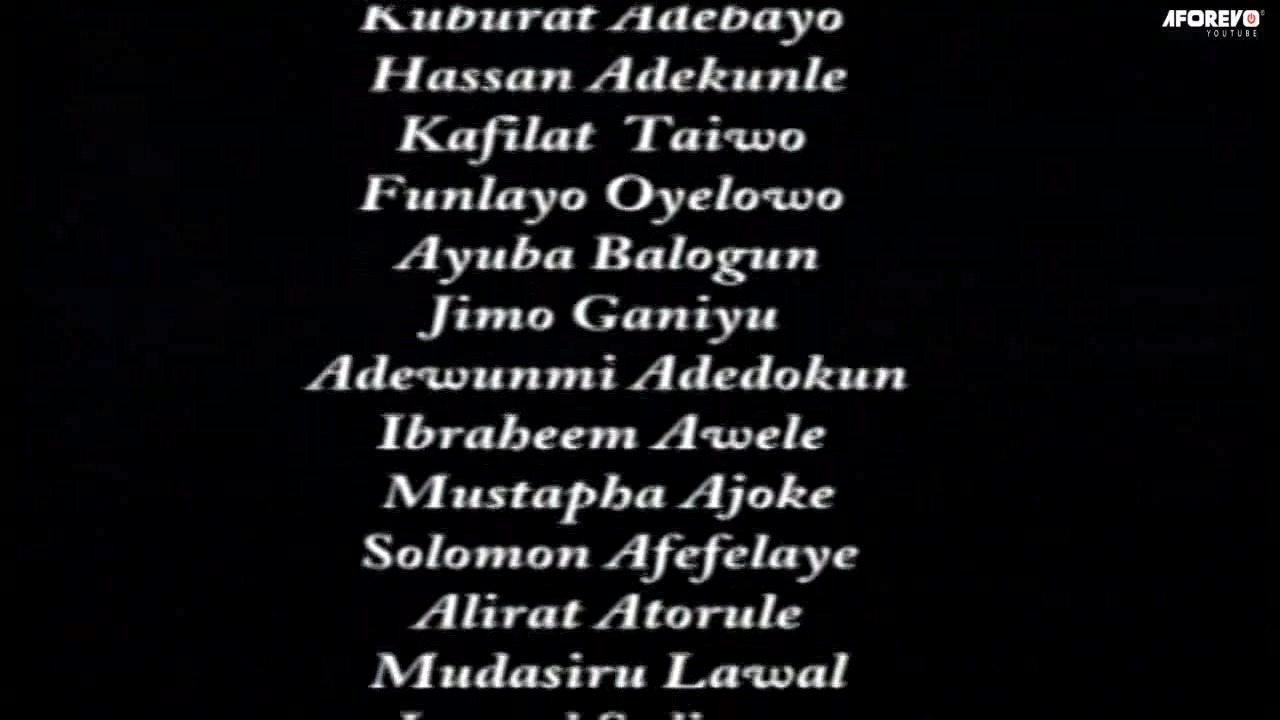 AFOREVO
YOUTUBE
Kuburat Adebayo
Hassan Adekunle
Kafilat Taiwo
Funlayo Oyelowo
Ayuba Balogun
Jimo Ganiyu
Adewunmi Adedokun
Ibraheem Awele
Mustapha Ajoke
Solomon Afefelaye
Alirat Atorule
Mudasiru Lawal